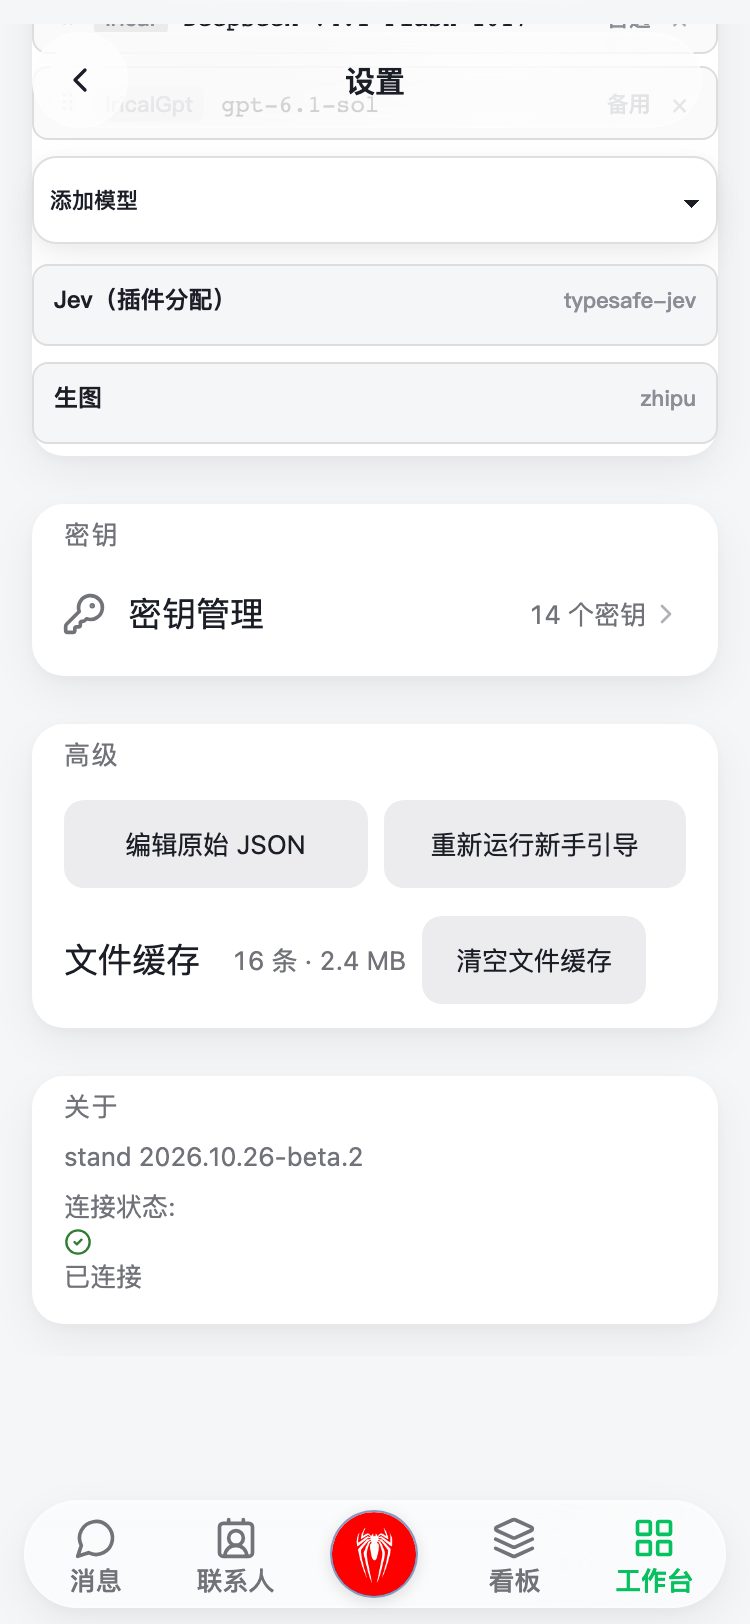 设置
IncalGpt gpt-6.1-sol 备用 ×
添加模型
Jev（插件分配） typesafe-jev
生图 zhipu
密钥
密钥管理 14 个密钥
高级
编辑原始 JSON 重新运行新手引导
文件缓存 16 条 · 2.4 MB 清空文件缓存
关于
stand 2026.10.26-beta.2
连接状态:
已连接
消息 联系人 看板 工作台